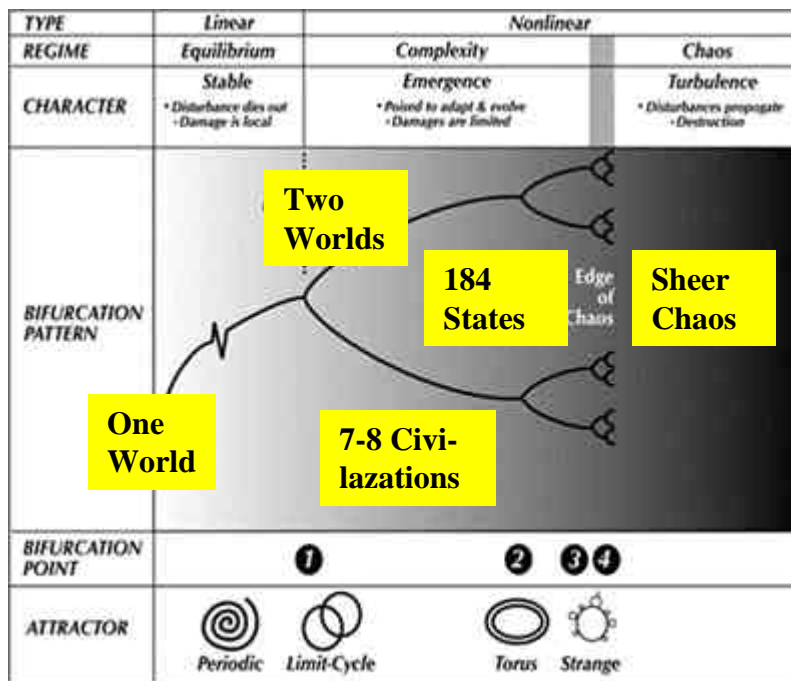 TYPE Linear Nonlinear
REGIME Equilibrium Complexity Chaos
CHARACTER
Stable
• Disturbance dies out
- Damage is local
Emergence
• Poised to adapt & evolve
- Damages are limited
Turbulence
• Disturbances propogate
- Destruction
BIFURCATION
PATTERN
Two
Worlds
184
States
Edge
of
Chaos
Sheer
Chaos
One
World
7-8 Civi-
lazations
BIFURCATION
POINT
1 2 3 4
ATTRACTOR
Periodic Limit-Cycle Torus Strange